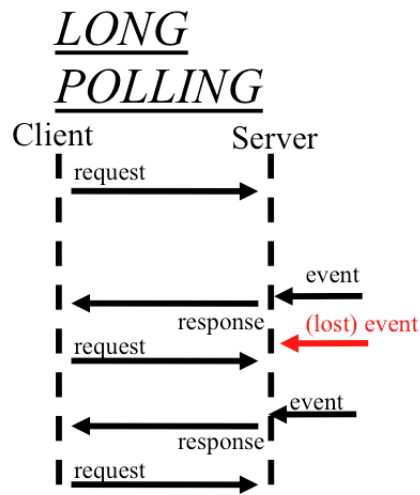 LONG
POLLING
Client Server
request
event
response
(lost) event
request
event
response
request